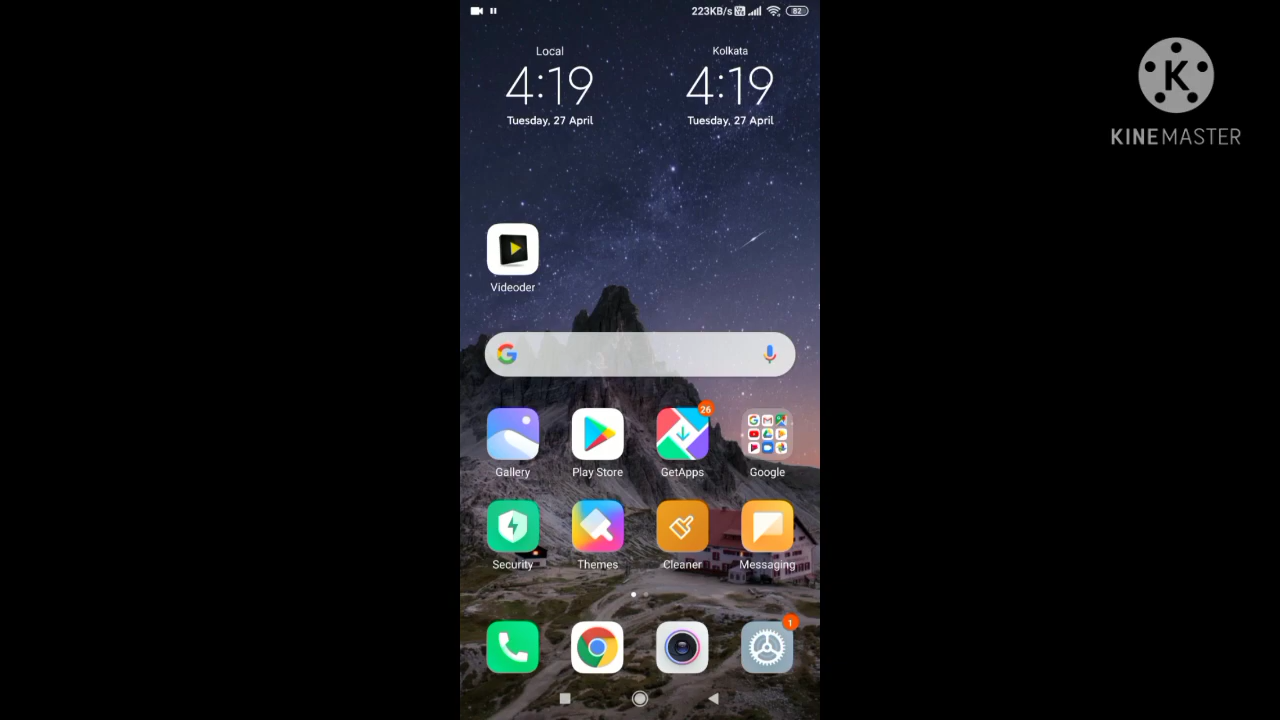 223KB/s 82
Local
Kolkata
4:19
4:19
Tuesday, 27 April
Tuesday, 27 April
Videoder
26
Gallery
Play Store
GetApps
Google
Security
Themes
Cleaner
Messaging
1
K
KINEMASTER